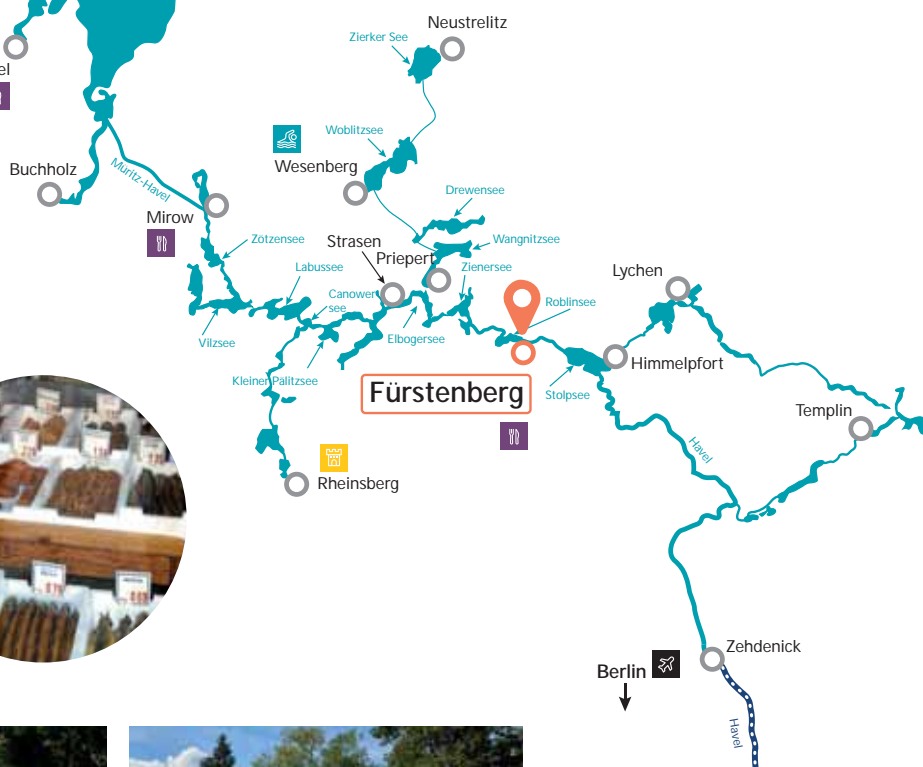 Neustrelitz
Zierker See
el
Woblitzsee
Wesenberg
Buchholz
Müritz-Havel
Drewensee
Mirow
Zötzensee
Strasen
Priepert
Wangnitzsee
Labussee
Zienersee
Lychen
Canower
see
Roblinsee
Vilzsee
Elbogersee
Kleiner Pälitzsee
Himmelpfort
Fürstenberg
Stolpsee
Templin
Havel
Rheinsberg
Zehdenick
Berlin
Havel